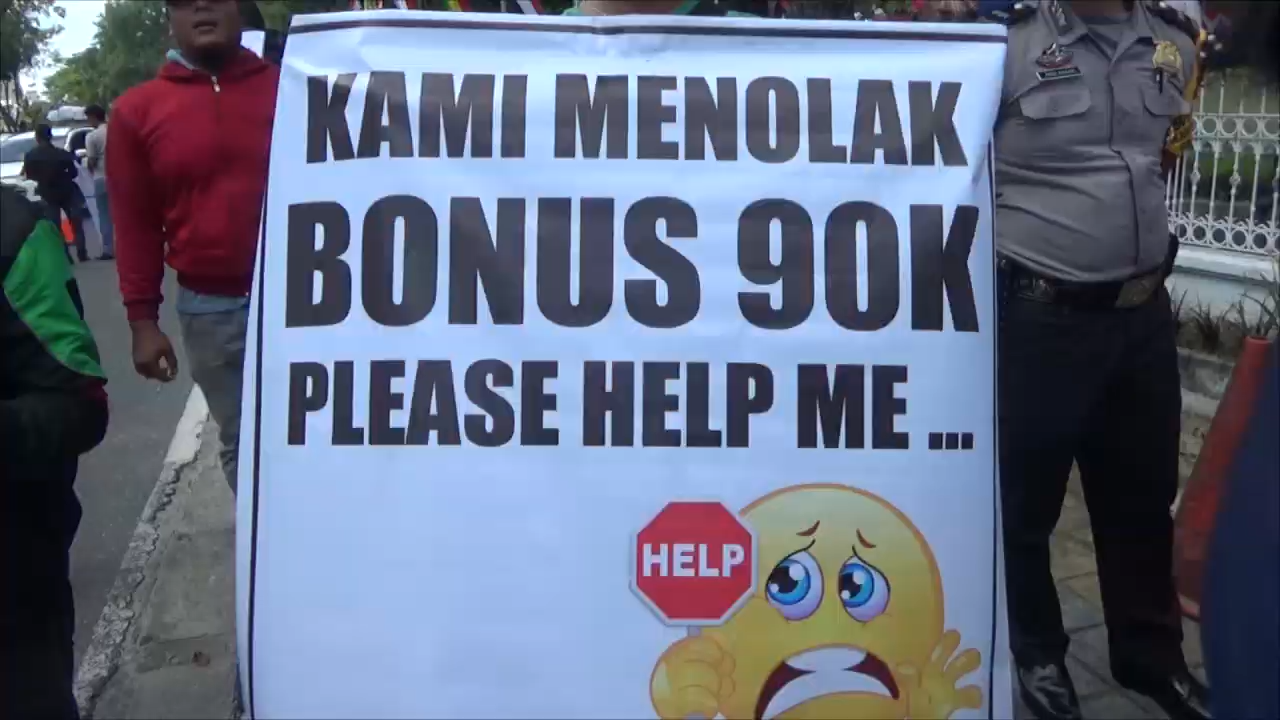 KAMI MENOLAK
BONUS 90K
PLEASE HELP ME ...
HELP